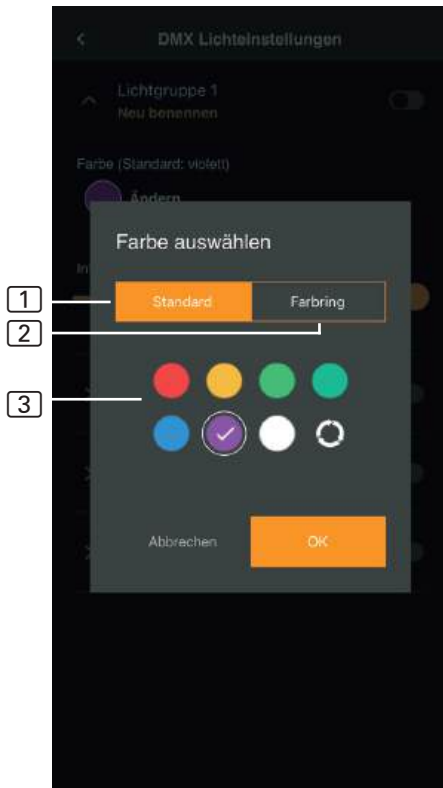 DMX Lichteinstellungen
Lichtgruppe 1
Neu benennen
Farbe (Standard: violett)
Ändern
Farbe auswählen
In
1
Standard
Farbring
2
3
Abbrechen
OK